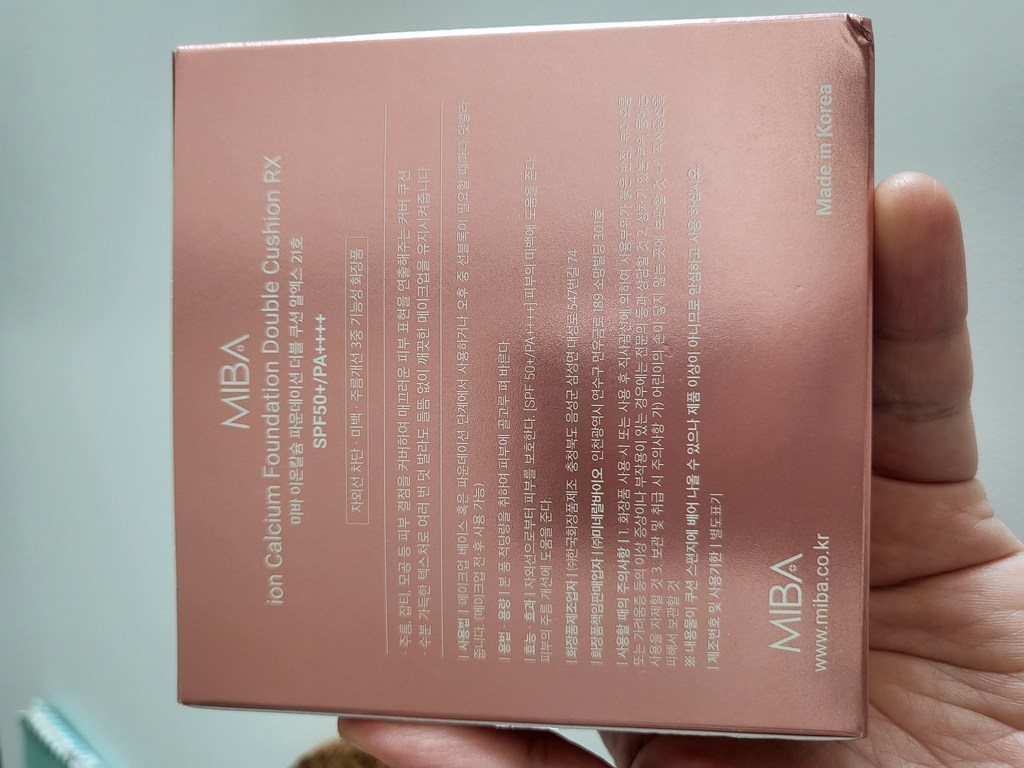 MIBA
ion Calcium Foundation Double Cushion RX
미바 이온칼슘 파운데이션 더블 쿠션 알엑스 21호
SPF50+/PA++++
자외선 차단 · 미백 · 주름개선 3중 기능성 화장품
주름, 잡티, 모공 등 피부 결점을 커버하여 매끄러운 피부 표현을 연출해주는 커버 쿠션
수분 가득한 텍스처로 여러 번 덧 발라도 들뜸 없이 깨끗한 메이크업을 유지시켜줍니다
| 사용법 | 메이크업 베이스 혹은 파운데이션 단계에서 사용하거나 오후 중 선블록이 필요할 때마다 덧발라
줍니다. (메이크업 전·후 사용 가능)
| 용법 · 용량 | 본 품 적당량을 취하여 피부에 골고루 펴 바른다.
| 효능 · 효과 | 자외선으로부터 피부를 보호한다. [SPF 50+/PA++++] 피부의 미백에 도움을 준다
피부의 주름 개선에 도움을 준다.
| 화장품제조업자 | ㈜한국화장품제조 충청북도 음성군 삼성면 대성로 547번길 74
| 화장품책임판매업자 | ㈜미네랄바이오 인천광역시 연수구 먼우금로 189 소망빌딩 301호
| 사용할 때의 주의사항 | 1. 화장품 사용 시 또는 사용 후 직사광선에 의하여 사용부위가 붉은 반점, 부어오름
또는 가려움증 등의 이상 증상이나 부작용이 있는 경우에는 전문의 등과 상담할 것 2. 상처가 있는 부위 등에는
사용을 자제할 것 3. 보관 및 취급 시 주의사항 가) 어린이의 손이 닿지 않는 곳에 보관할 것 나) 직사광선을
피해서 보관할 것
※ 내용물이 쿠션 스펀지에 베어 나올 수 있으나 제품 이상이 아니므로 안심하고 사용 하십시오.
| 제조번호 및 사용기한 | 별도표기
MIBA
www.miba.co.kr
Made in Korea